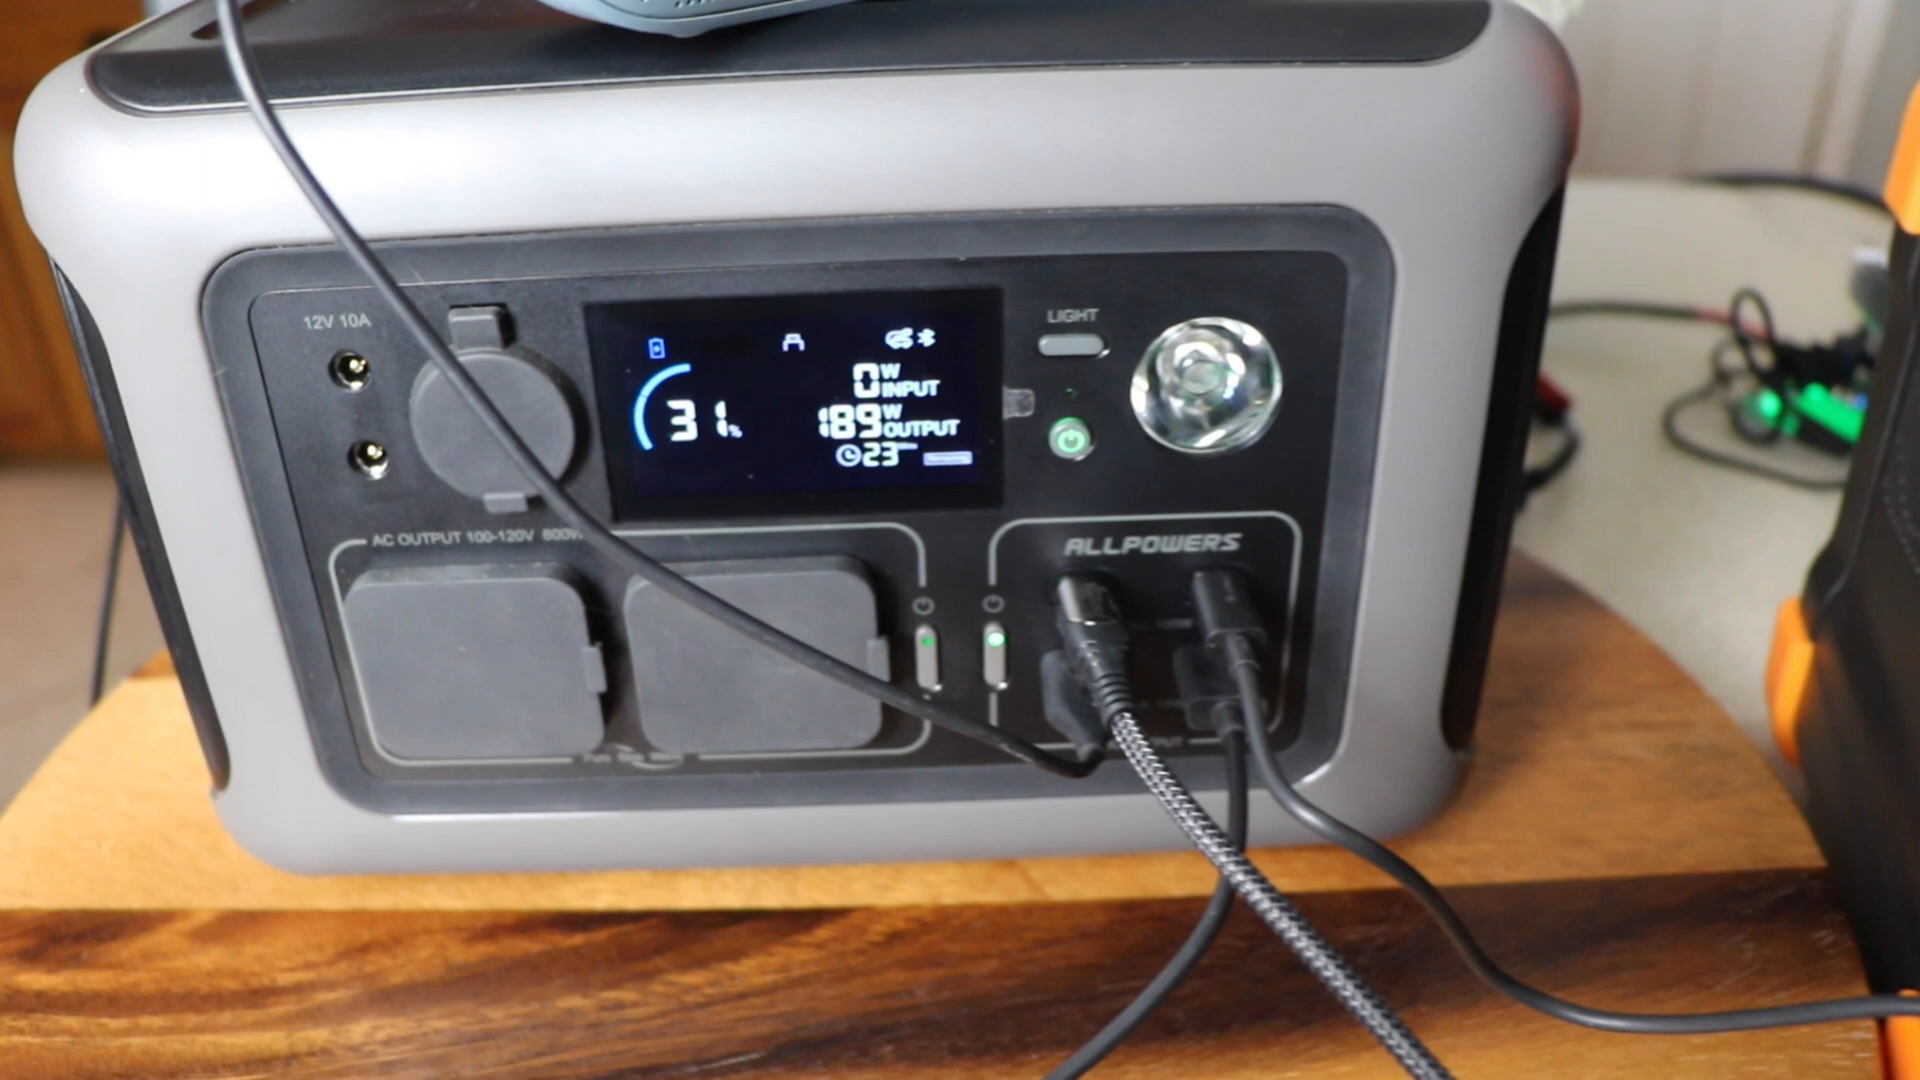 12V 10A
LIGHT
31%
0W INPUT
189W OUTPUT
23
AC OUTPUT 100-120V 600W
ALLPOWERS